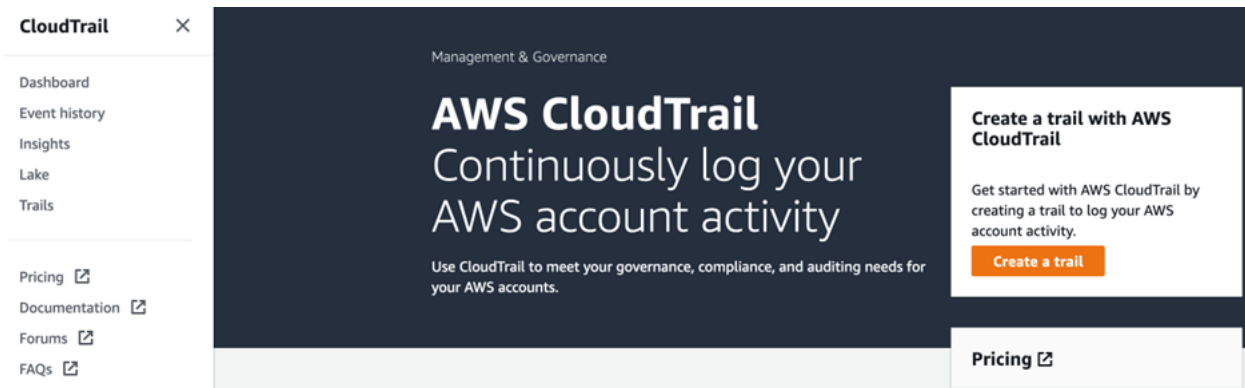 CloudTrail
Dashboard
Event history
Insights
Lake
Trails
Pricing
Documentation
Forums
FAQs
Management & Governance
AWS CloudTrail
Continuously log your
AWS account activity
Use CloudTrail to meet your governance, compliance, and auditing needs for
your AWS accounts.
Create a trail with AWS
CloudTrail
Get started with AWS CloudTrail by
creating a trail to log your AWS
account activity.
Create a trail
Pricing